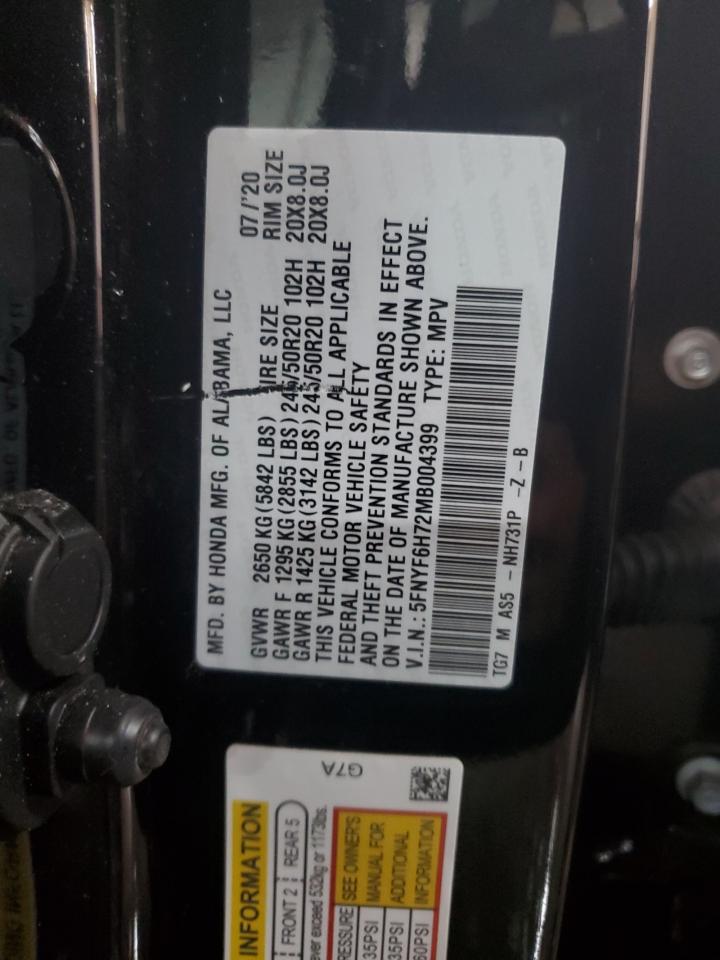 MFD. BY HONDA MFG. OF ALABAMA, LLC 07/'20
GVWR 2650 KG (5842 LBS) TIRE SIZE RIM SIZE
GAWR F 1295 KG (2855 LBS) 245/50R20 102H 20X8.0J
GAWR R 1425 KG (3142 LBS) 245/50R20 102H 20X8.0J
THIS VEHICLE CONFORMS TO ALL APPLICABLE
FEDERAL MOTOR VEHICLE SAFETY
AND THEFT PREVENTION STANDARDS IN EFFECT
ON THE DATE OF MANUFACTURE SHOWN ABOVE.
V.I.N.: 5FNYF6H72MB004399 TYPE: MPV
TG7 M AS5 - NH731P -Z-B
G7A
INFORMATION
FRONT 2 REAR 5
exceed 532kg or 1173lbs.
SEE OWNER'S
35PSI MANUAL FOR
35PSI ADDITIONAL
60PSI INFORMATION